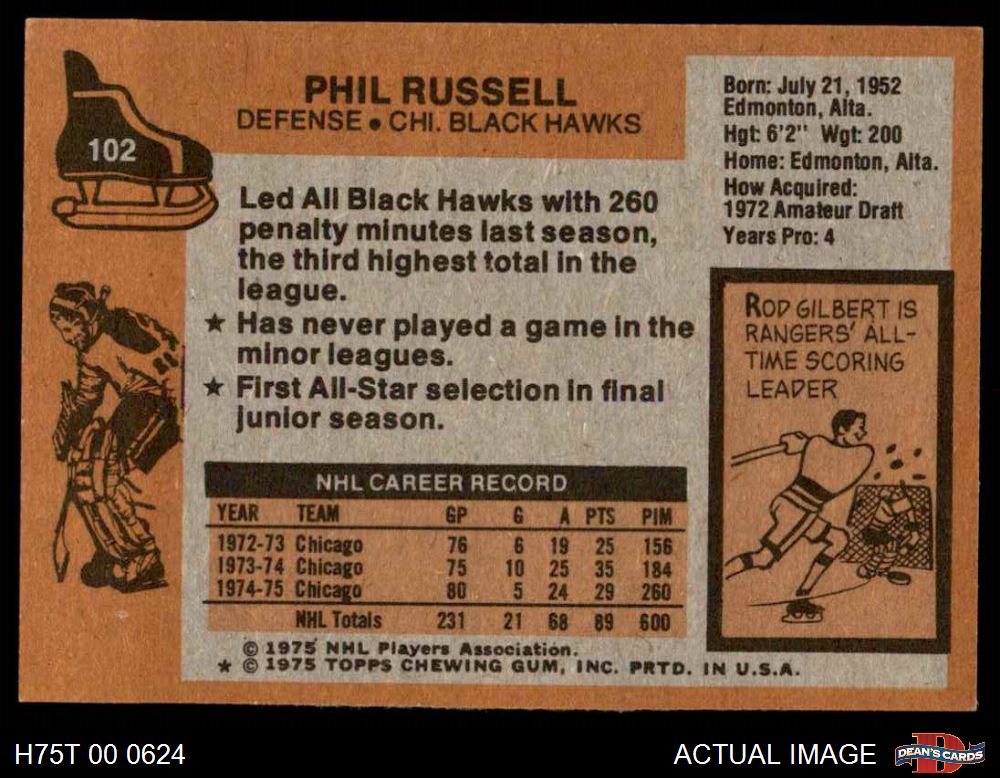 102
PHIL RUSSELL
DEFENSE • CHI. BLACK HAWKS
Born: July 21, 1952
Edmonton, Alta.
Hgt: 6'2" Wgt: 200
Home: Edmonton, Alta.
How Acquired:
1972 Amateur Draft
Years Pro: 4
Led All Black Hawks with 260
penalty minutes last season,
the third highest total in the
league.
★ Has never played a game in the
minor leagues.
★ First All-Star selection in final
junior season.
ROD GILBERT IS
RANGERS' ALL-
TIME SCORING
LEADER
NHL CAREER RECORD
YEAR TEAM GP G A PTS PIM
1972-73 Chicago 76 6 19 25 156
1973-74 Chicago 75 10 25 35 184
1974-75 Chicago 80 5 24 29 260
NHL Totals 231 21 68 89 600
© 1975 NHL Players Association.
★ © 1975 TOPPS CHEWING GUM, INC. PRTD. IN U.S.A.
H75T 00 0624
ACTUAL IMAGE
D
DEAN'S CARDS